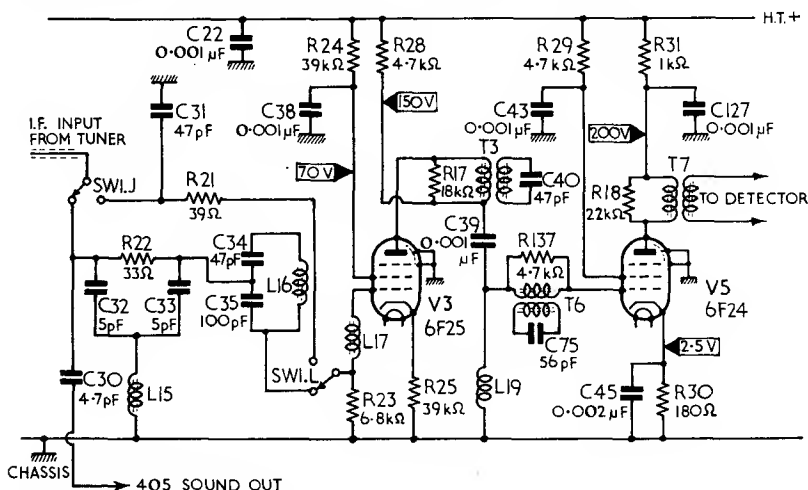 H.T.+
C22
0.001µF
R24
39kΩ
R28
4.7kΩ
R29
4.7kΩ
R31
1kΩ
I.F. INPUT
FROM TUNER
C31
47pF
C38
0.001µF
150V
C43
0.001µF
200V
C127
0.001µF
SW1.J
R21
39Ω
70V
R17
18kΩ
T3
C40
47pF
R18
22kΩ
T7
TO DETECTOR
R22
33Ω
C34
47pF
L16
C39
0.001
µF
R137
4.7kΩ
C32
5pF
C33
5pF
C35
100pF
V3
6F25
T6
V5
6F24
L17
C75
56pF
2.5V
C30
4.7pF
L15
SW1.L
R23
6.8kΩ
R25
39kΩ
L19
C45
0.002µF
R30
180Ω
CHASSIS
405 SOUND OUT